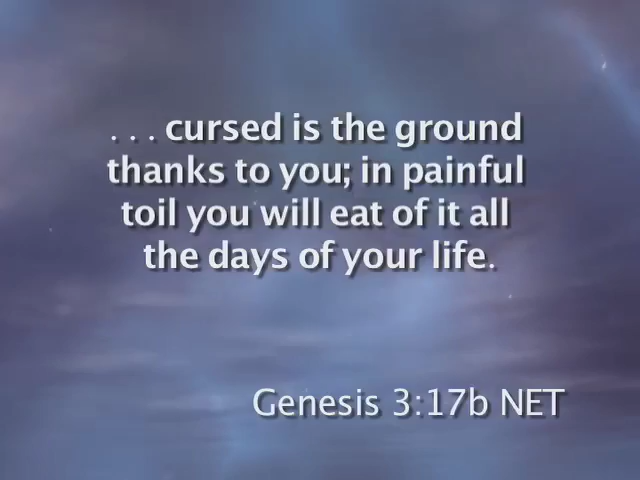 . . . cursed is the ground
thanks to you; in painful
toil you will eat of it all
the days of your life.
Genesis 3:17b NET